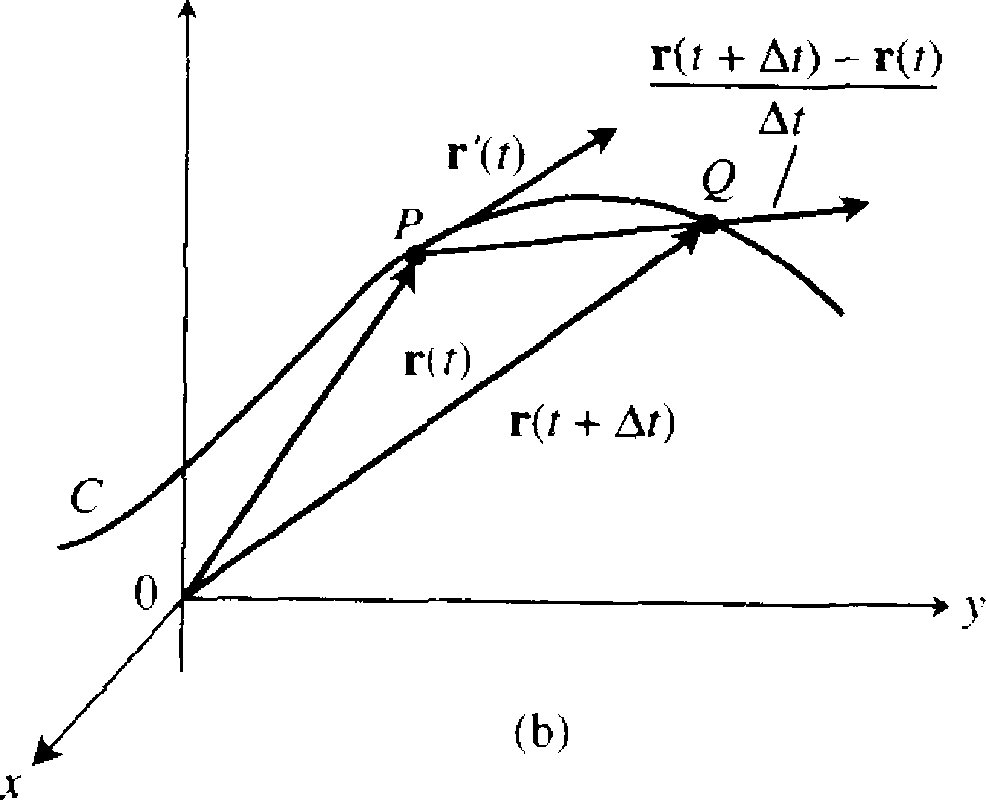 r(t + Δt) – r(t)
Δt
r′(t)
Q
P
r(t)
r(t + Δt)
C
0
y
(b)
x